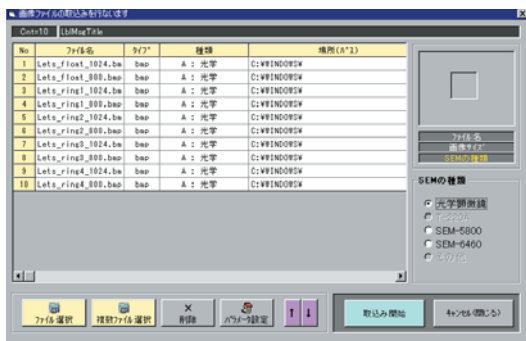 画像ファイルの取込みを行ないます
Cnt=10 LblMsgTitle
No ファイル名 タイプ 種類 場所(パス)
1 Lets_float_1024.bm bmp A : 光学 C:¥WINDOWS¥
2 Lets_float_800.bmp bmp A : 光学 C:¥WINDOWS¥
3 Lets_ring1_1024.bm bmp A : 光学 C:¥WINDOWS¥
4 Lets_ring1_800.bmp bmp A : 光学 C:¥WINDOWS¥
5 Lets_ring2_1024.bm bmp A : 光学 C:¥WINDOWS¥
6 Lets_ring2_800.bmp bmp A : 光学 C:¥WINDOWS¥
7 Lets_ring3_1024.bm bmp A : 光学 C:¥WINDOWS¥
8 Lets_ring3_800.bmp bmp A : 光学 C:¥WINDOWS¥
9 Lets_ring4_1024.bm bmp A : 光学 C:¥WINDOWS¥
10 Lets_ring4_800.bmp bmp A : 光学 C:¥WINDOWS¥
ファイル名
画像サイズ
SEMの種類
SEMの種類
光学顕微鏡
SEM-5800
SEM-6460
その他
ファイル選択 複数ファイル選択 削除 パラメータ設定 取込み開始 キャンセル(閉じる)